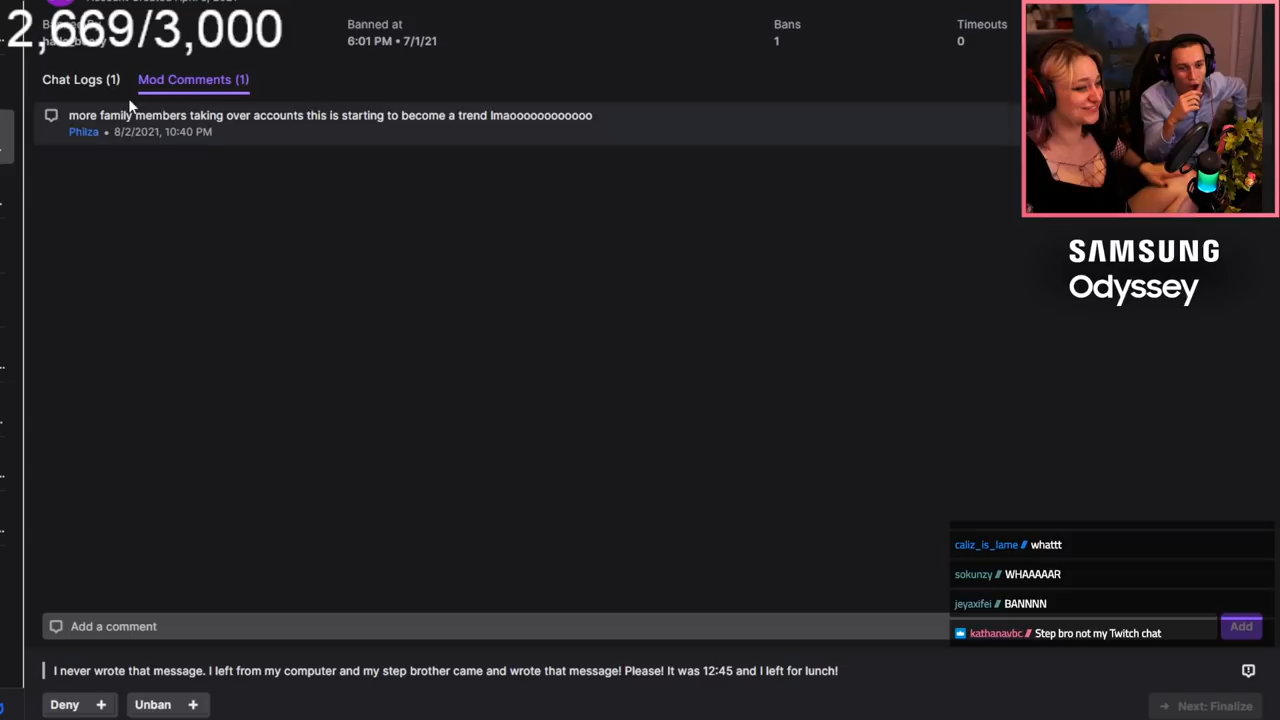 2,669/3,000
Banned at
Bans
Timeouts
6:01 PM • 7/1/21
1
0
Chat Logs (1)
Mod Comments (1)
more family members taking over accounts this is starting to become a trend lmaoooooooooooo
Philza • 8/2/2021, 10:40 PM
SAMSUNG
Odyssey
caliz_is_lame // whattt
sokunzy // WHAAAAR
jeyaxifei // BANNNN
kathanavbc // Step bro not my Twitch chat
Add a comment
Add
I never wrote that message. I left from my computer and my step brother came and wrote that message! Please! It was 12:45 and I left for lunch!
Deny +
Unban +
Next: Finalize